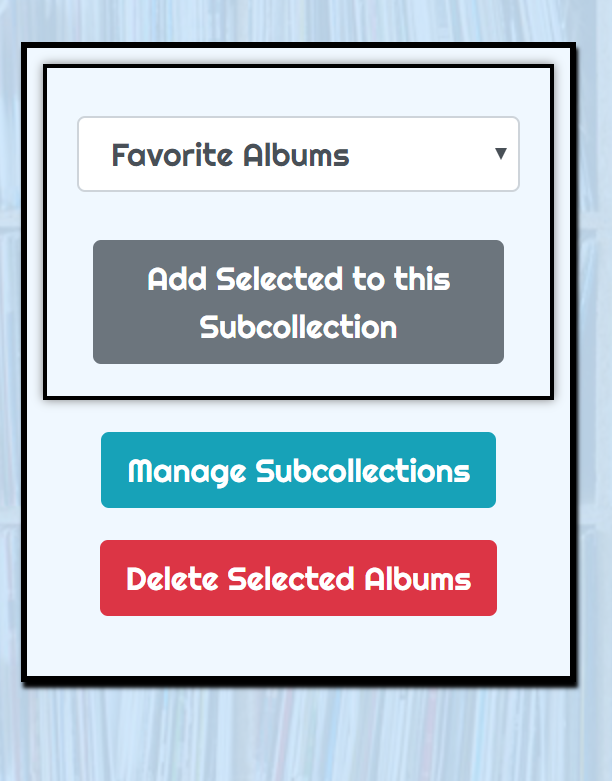 Favorite Albums
Add Selected to this
Subcollection
Manage Subcollections
Delete Selected Albums